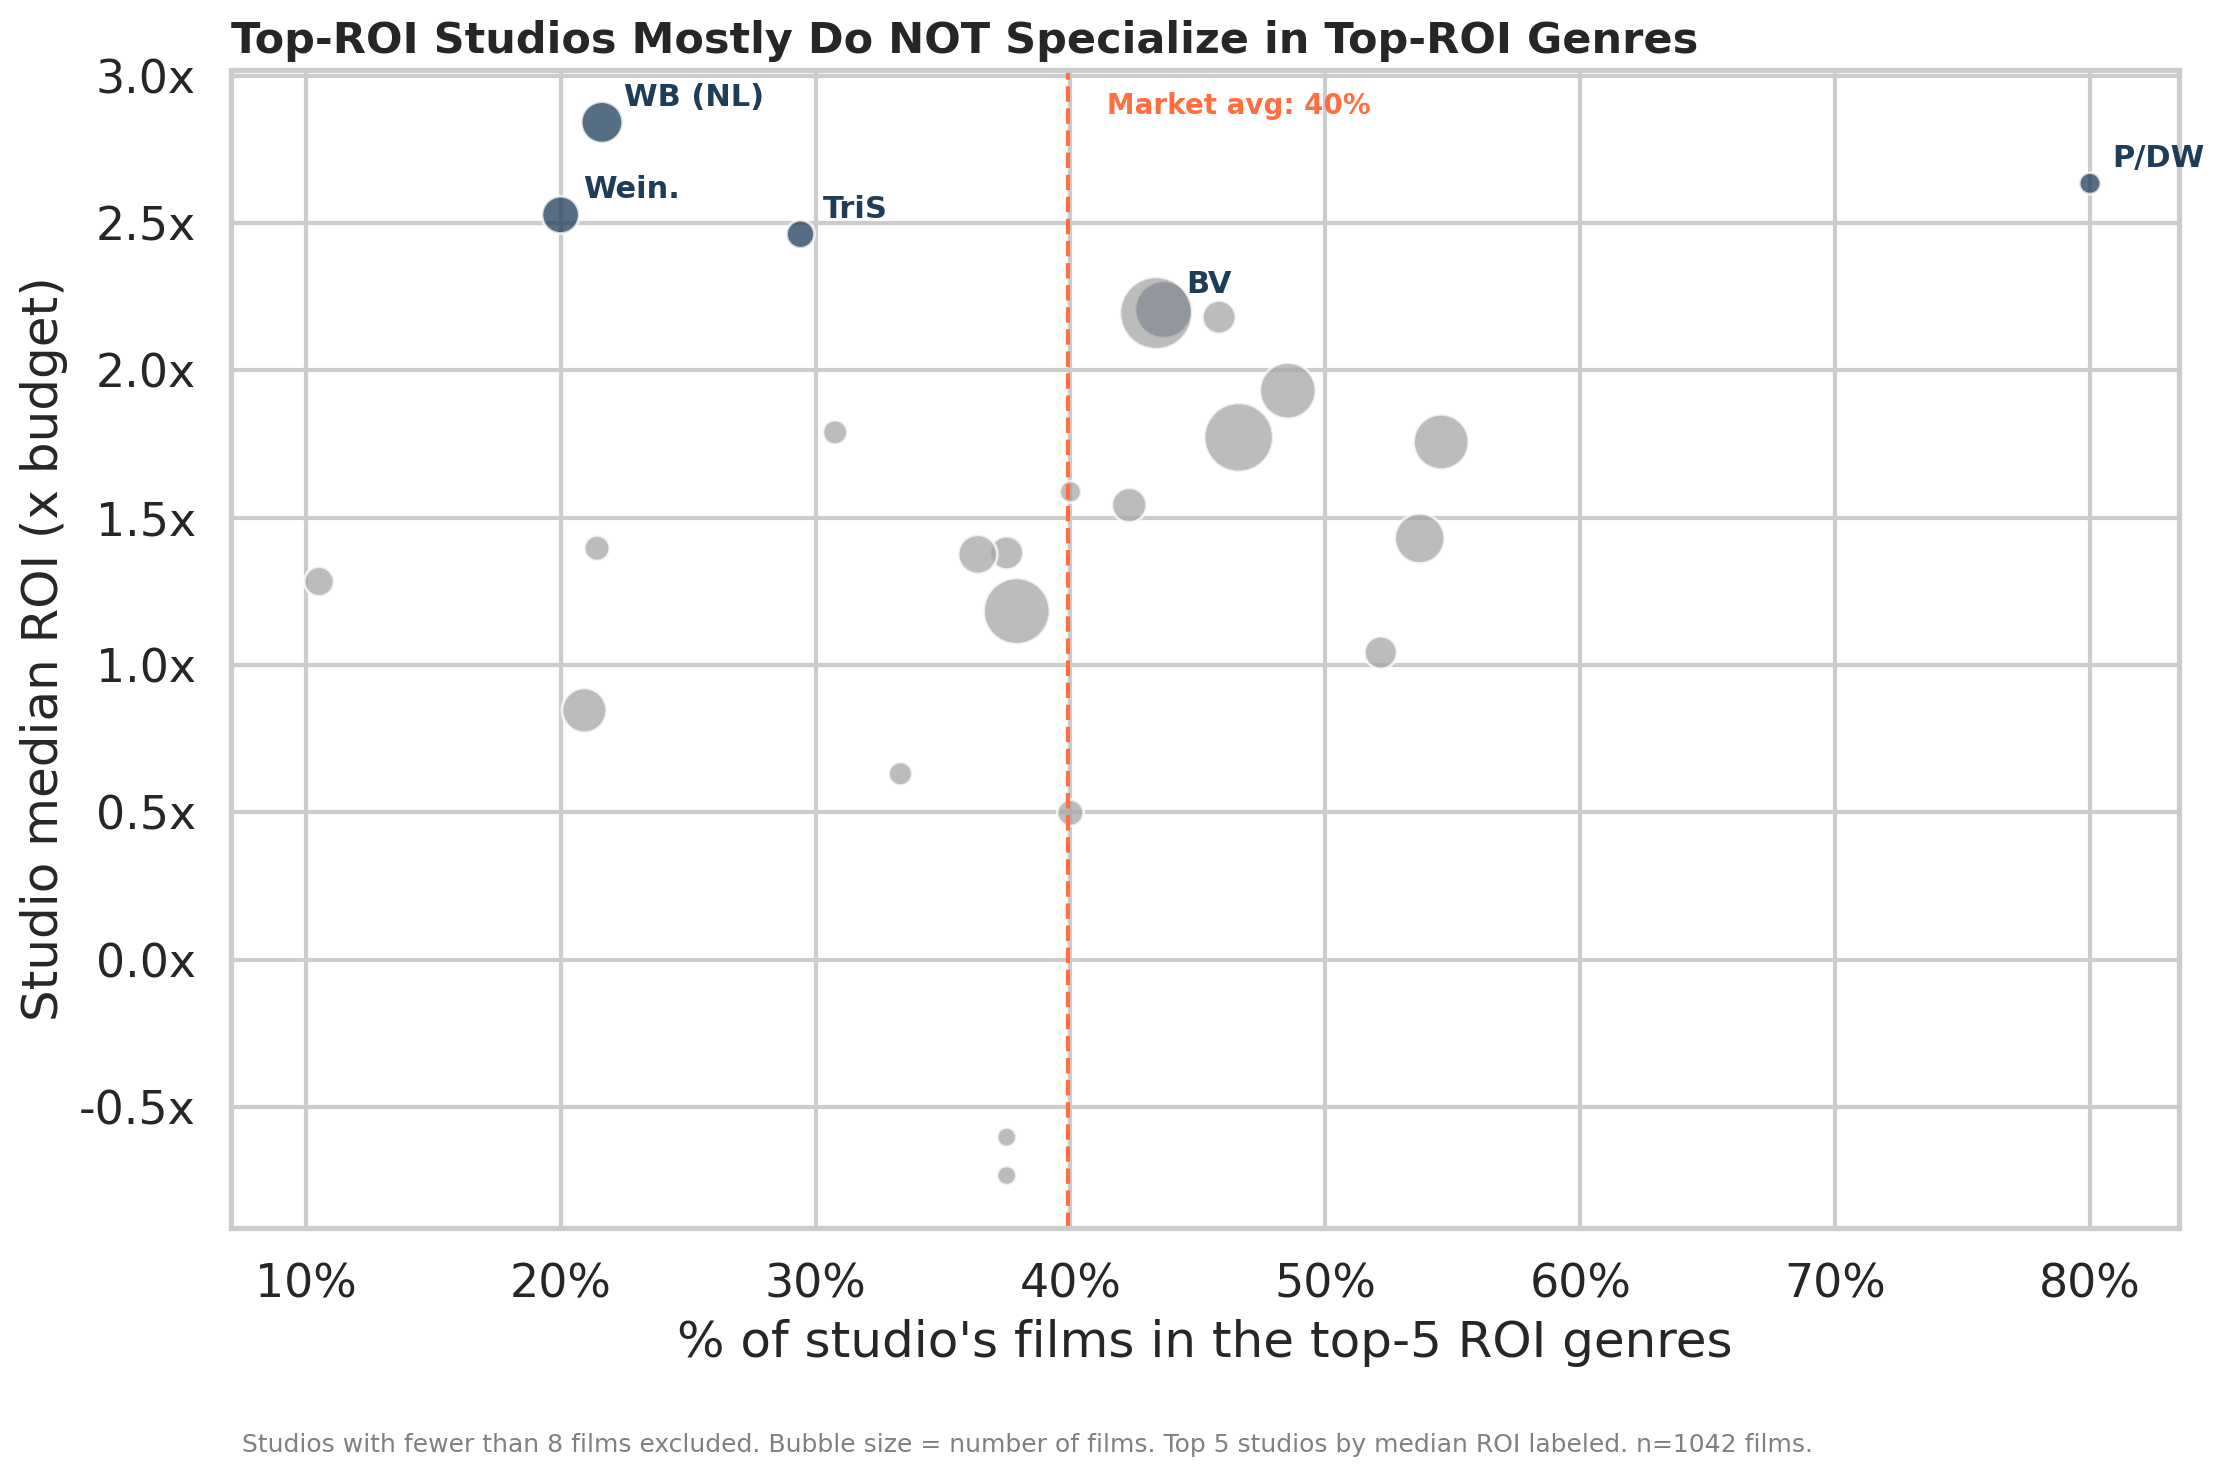 Top-ROI Studios Mostly Do NOT Specialize in Top-ROI Genres
3.0x
2.5x
2.0x
1.5x
1.0x
0.5x
0.0x
-0.5x
Studio median ROI (x budget)
WB (NL)
Market avg: 40%
P/DW
Wein.
TriS
BV
10%
20%
30%
40%
50%
60%
70%
80%
% of studio's films in the top-5 ROI genres
Studios with fewer than 8 films excluded. Bubble size = number of films. Top 5 studios by median ROI labeled. n=1042 films.